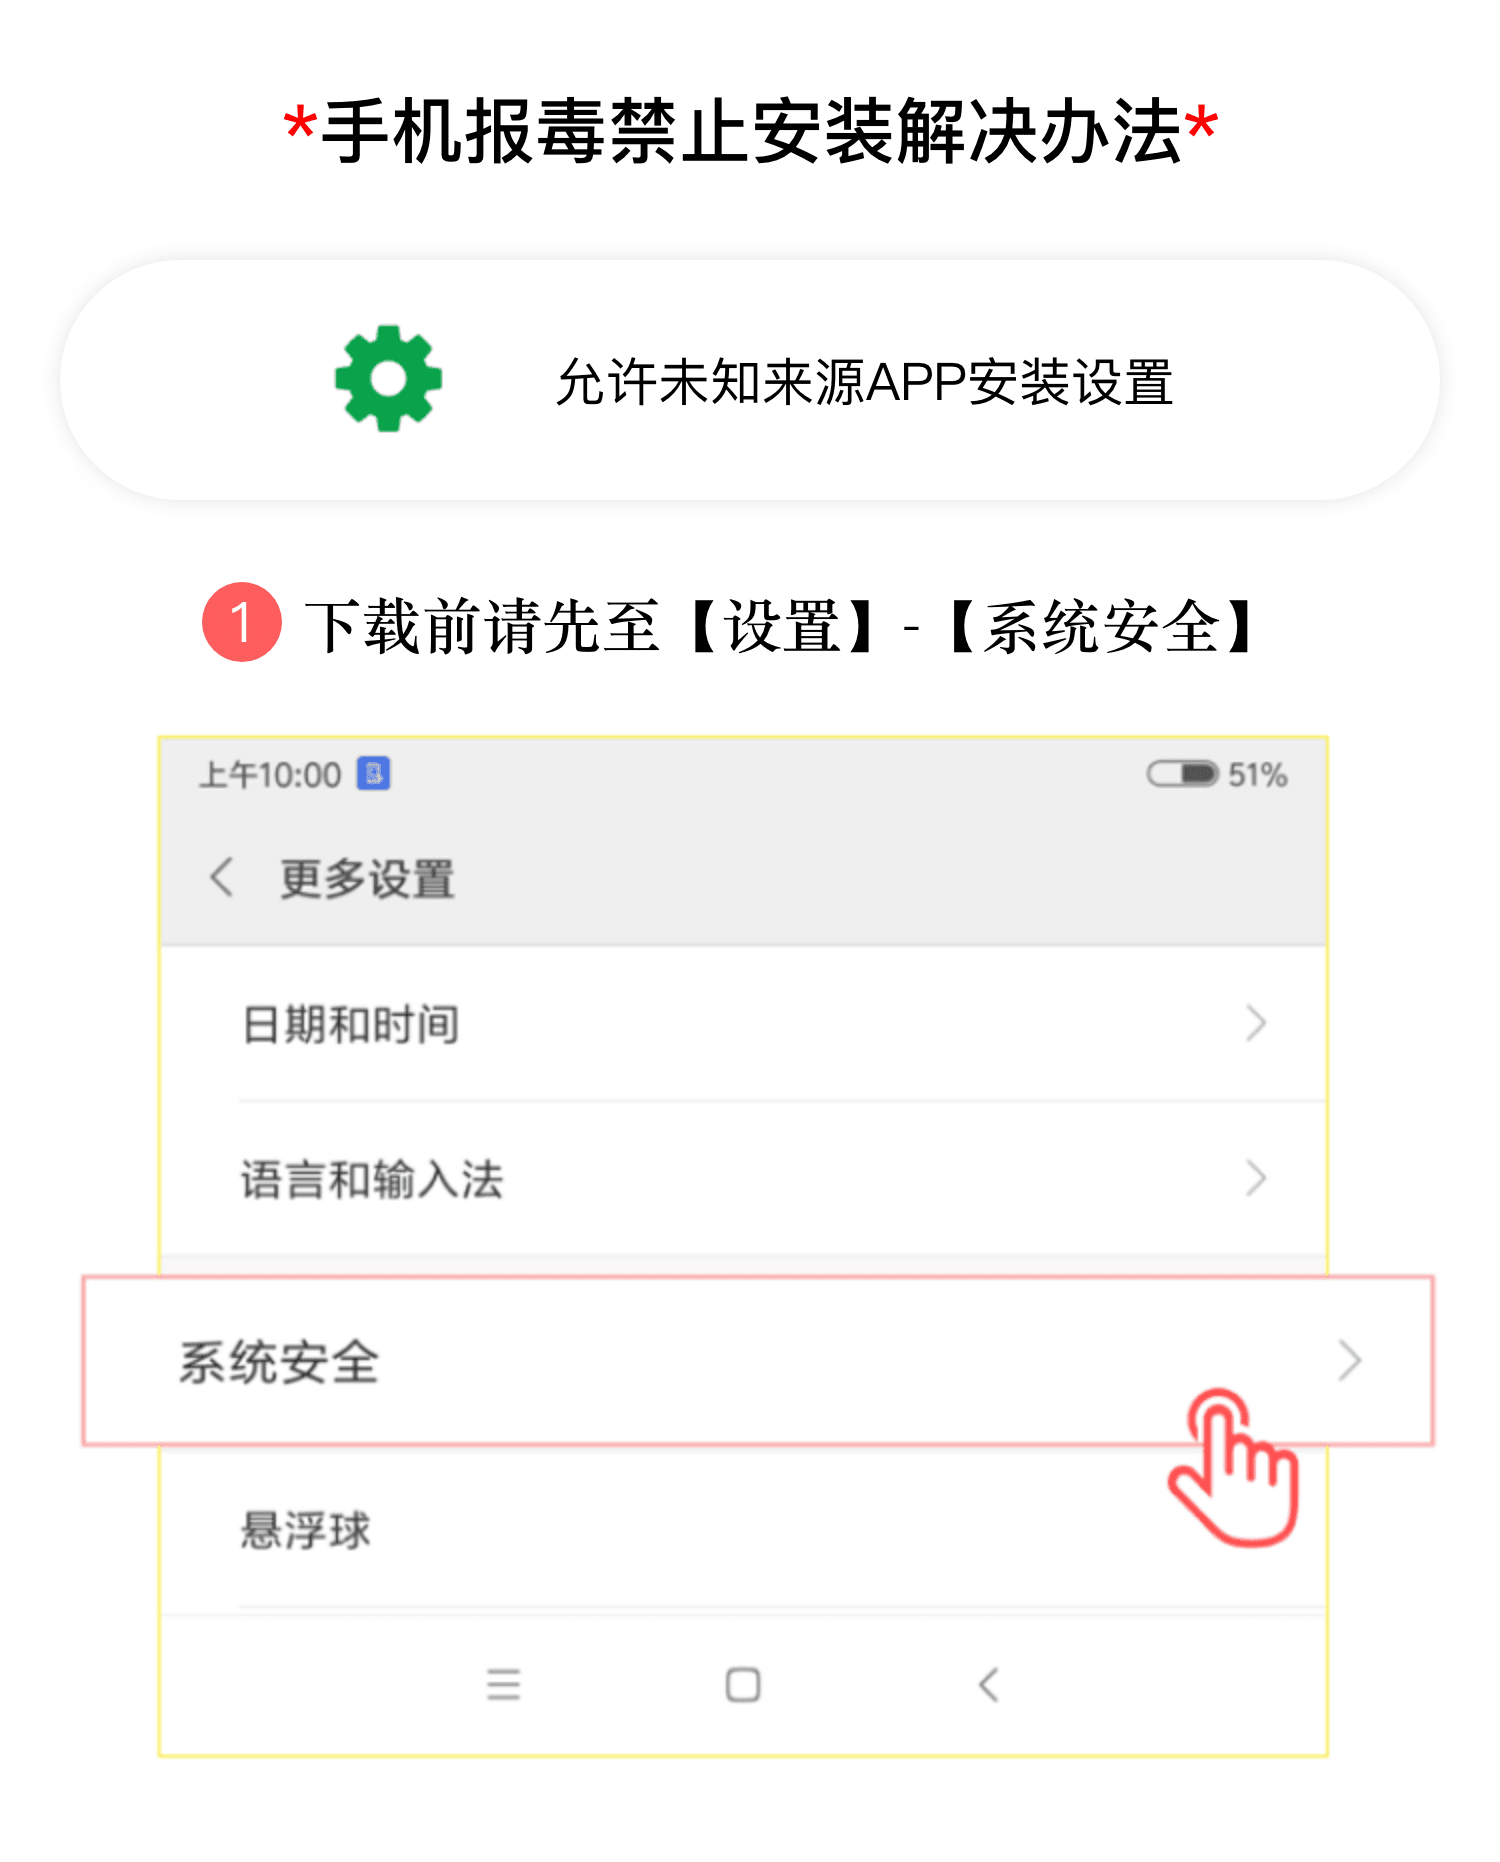 *手机报毒禁止安装解决办法*
允许未知来源APP安装设置
1 下载前请先至【设置】-【系统安全】
上午10:00 51%
更多设置
日期和时间
语言和输入法
系统安全
悬浮球